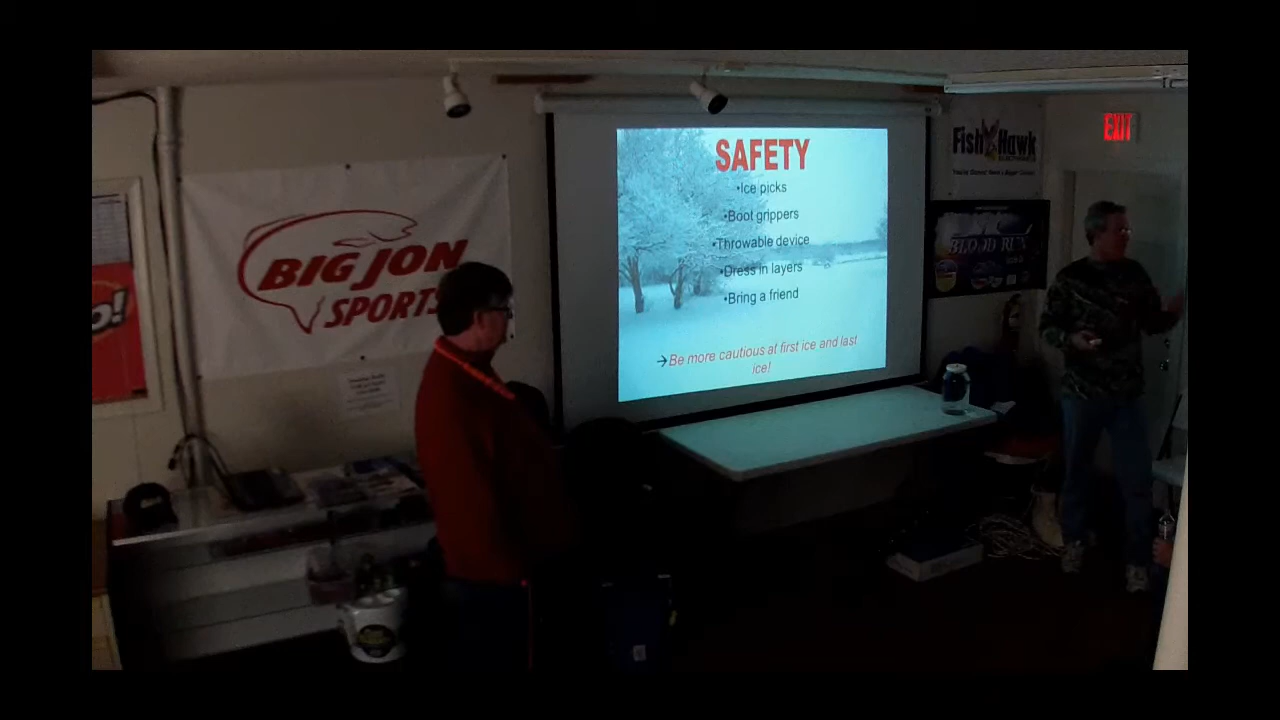 BIG JON
SPORTS
o!
SAFETY
•Ice picks
•Boot grippers
•Throwable device
•Dress in layers
•Bring a friend
→Be more cautious at first ice and last
ice!
Fish Hawk
ELECTRONICS
BLOOD RUN
EXIT